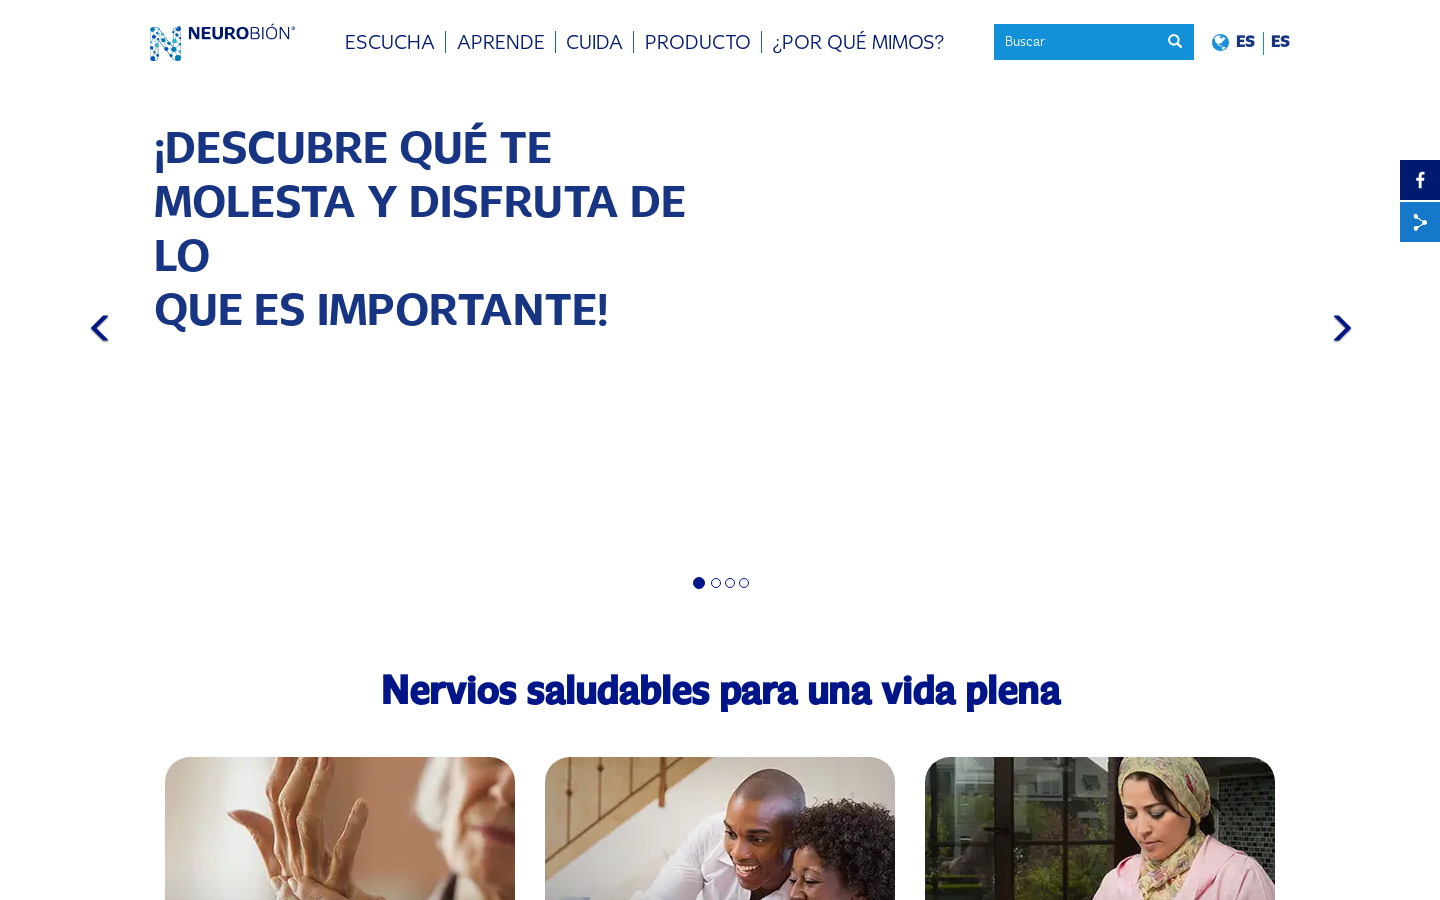 NEUROBIÓN®
ESCUCHA
APRENDE
CUIDA
PRODUCTO
¿POR QUÉ MIMOS?
Buscar
ES
ES
¡DESCUBRE QUÉ TE
MOLESTA Y DISFRUTA DE
LO
QUE ES IMPORTANTE!
Nervios saludables para una vida plena